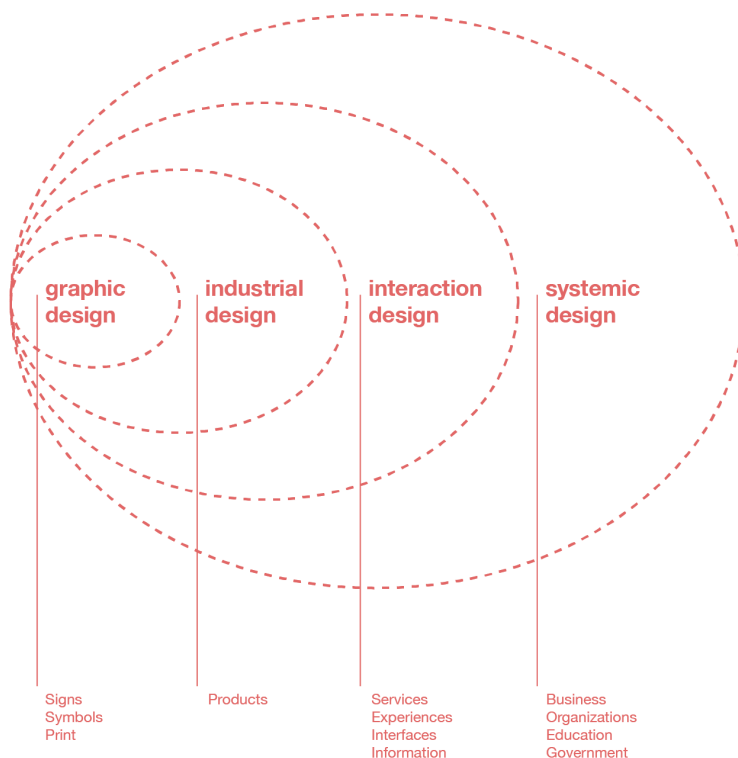 graphic
design
industrial
design
interaction
design
systemic
design
Signs
Symbols
Print
Products
Services
Experiences
Interfaces
Information
Business
Organizations
Education
Government